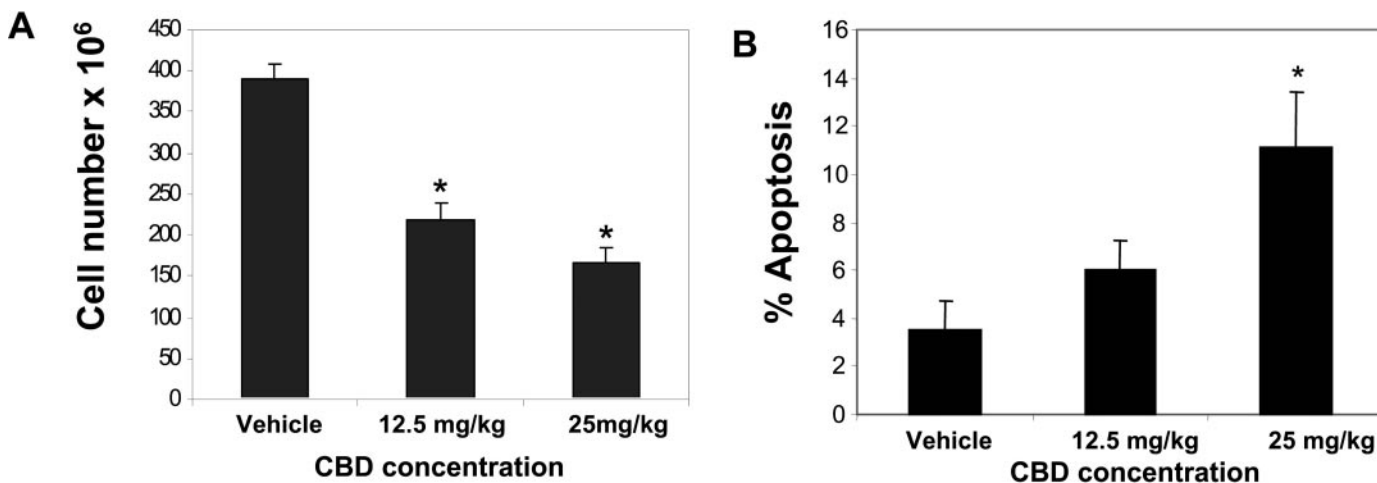 A
Cell number x 10⁶
450
400
350
300
250
200
150
100
50
0
*
*
Vehicle
12.5 mg/kg
25mg/kg
CBD concentration
B
% Apoptosis
16
14
12
10
8
6
4
2
0
*
Vehicle
12.5 mg/kg
25 mg/kg
CBD concentration